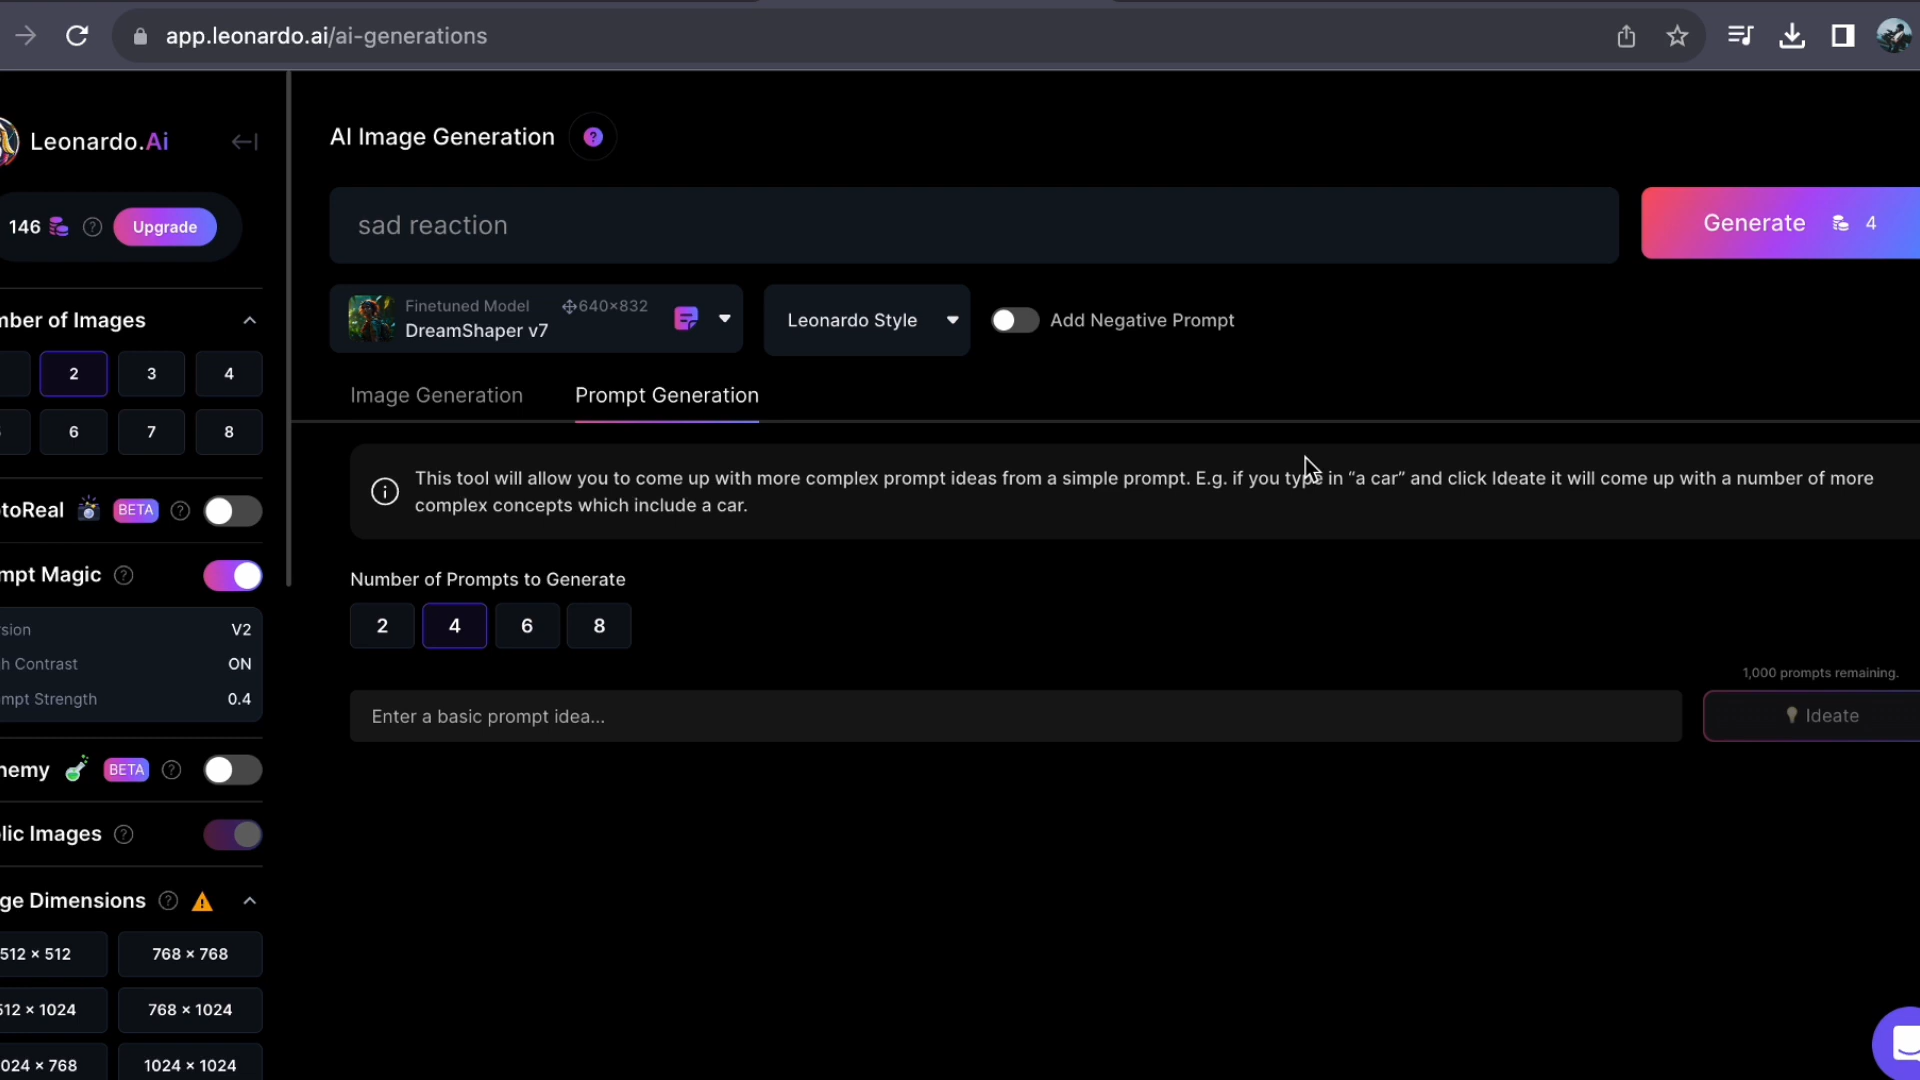 app.leonardo.ai/ai-generations
Leonardo.Ai
146
Upgrade
AI Image Generation
sad reaction
Generate 4
Finetuned Model 640×832
DreamShaper v7
Leonardo Style
Add Negative Prompt
mber of Images
2 3 4
6 7 8
Image Generation Prompt Generation
toReal BETA
This tool will allow you to come up with more complex prompt ideas from a simple prompt. E.g. if you type in “a car” and click Ideate it will come up with a number of more
complex concepts which include a car.
mpt Magic
sion V2
h Contrast ON
mpt Strength 0.4
Number of Prompts to Generate
2 4 6 8
1,000 prompts remaining.
Enter a basic prompt idea...
Ideate
hemy BETA
lic Images
ge Dimensions
512 × 512 768 × 768
512 × 1024 768 × 1024
024 × 768 1024 × 1024